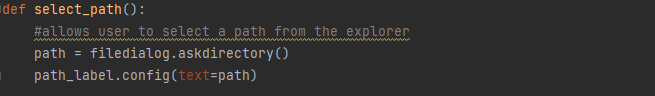 def select_path():
    #allows user to select a path from the explorer
    path = filedialog.askdirectory()
    path_label.config(text=path)